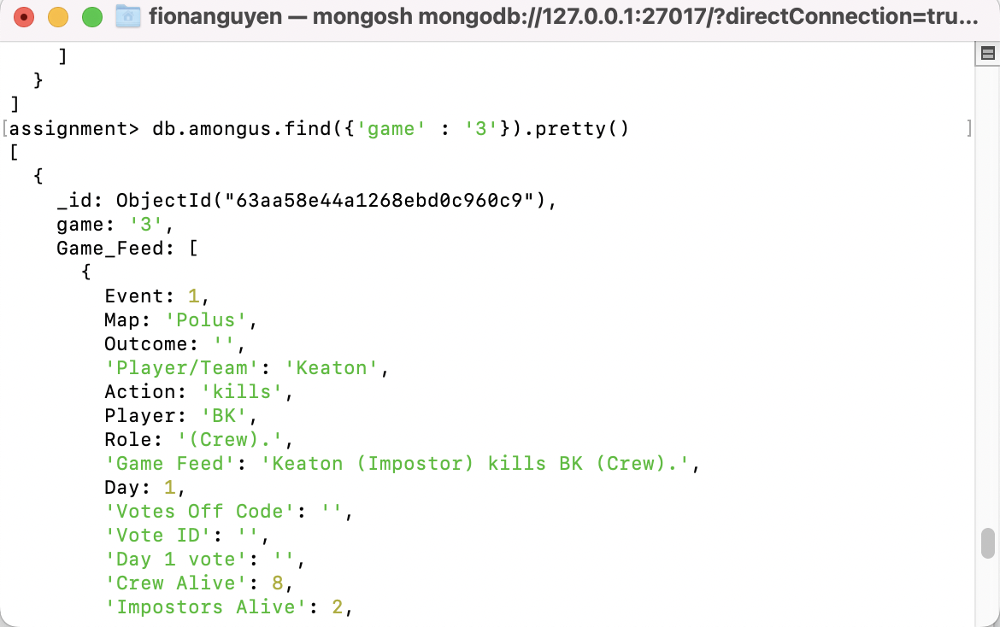 fionanguyen — mongosh mongodb://127.0.0.1:27017/?directConnection=tru...
]
}
]
[assignment> db.amongus.find({'game' : '3'}).pretty() ]
[
{
_id: ObjectId("63aa58e44a1268ebd0c960c9"),
game: '3',
Game_Feed: [
{
Event: 1,
Map: 'Polus',
Outcome: '',
'Player/Team': 'Keaton',
Action: 'kills',
Player: 'BK',
Role: '(Crew).',
'Game Feed': 'Keaton (Impostor) kills BK (Crew).',
Day: 1,
'Votes Off Code': '',
'Vote ID': '',
'Day 1 vote': '',
'Crew Alive': 8,
'Impostors Alive': 2,